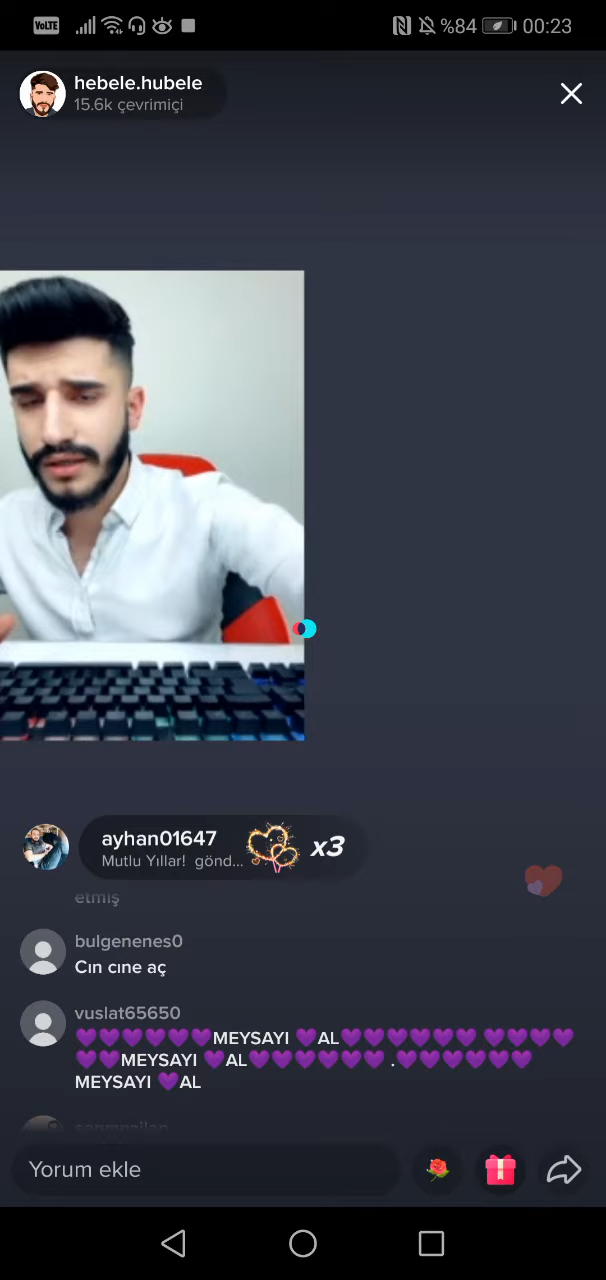 VoLTE %84 00:23
hebele.hubele
15.6k çevrimiçi
ayhan01647
Mutlu Yıllar! gönd... x3
etmiş
bulgenenes0
Cın cıne aç
vuslat65650
💜💜💜💜💜💜MEYSAYI 💜AL💜💜💜💜💜💜 💜💜💜💜
💜💜MEYSAYI 💜AL💜💜💜💜💜💜 .💜💜💜💜💜💜
MEYSAYI 💜AL
Yorum ekle